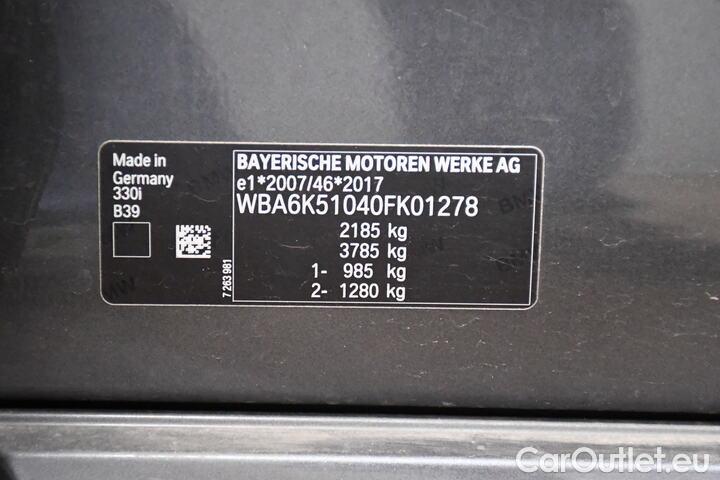 Made in
Germany
330i
B39
7 263 981
BAYERISCHE MOTOREN WERKE AG
e1*2007/46*2017
WBA6K51040FK01278
2185 kg
3785 kg
1- 985 kg
2- 1280 kg
CarOutlet.eu